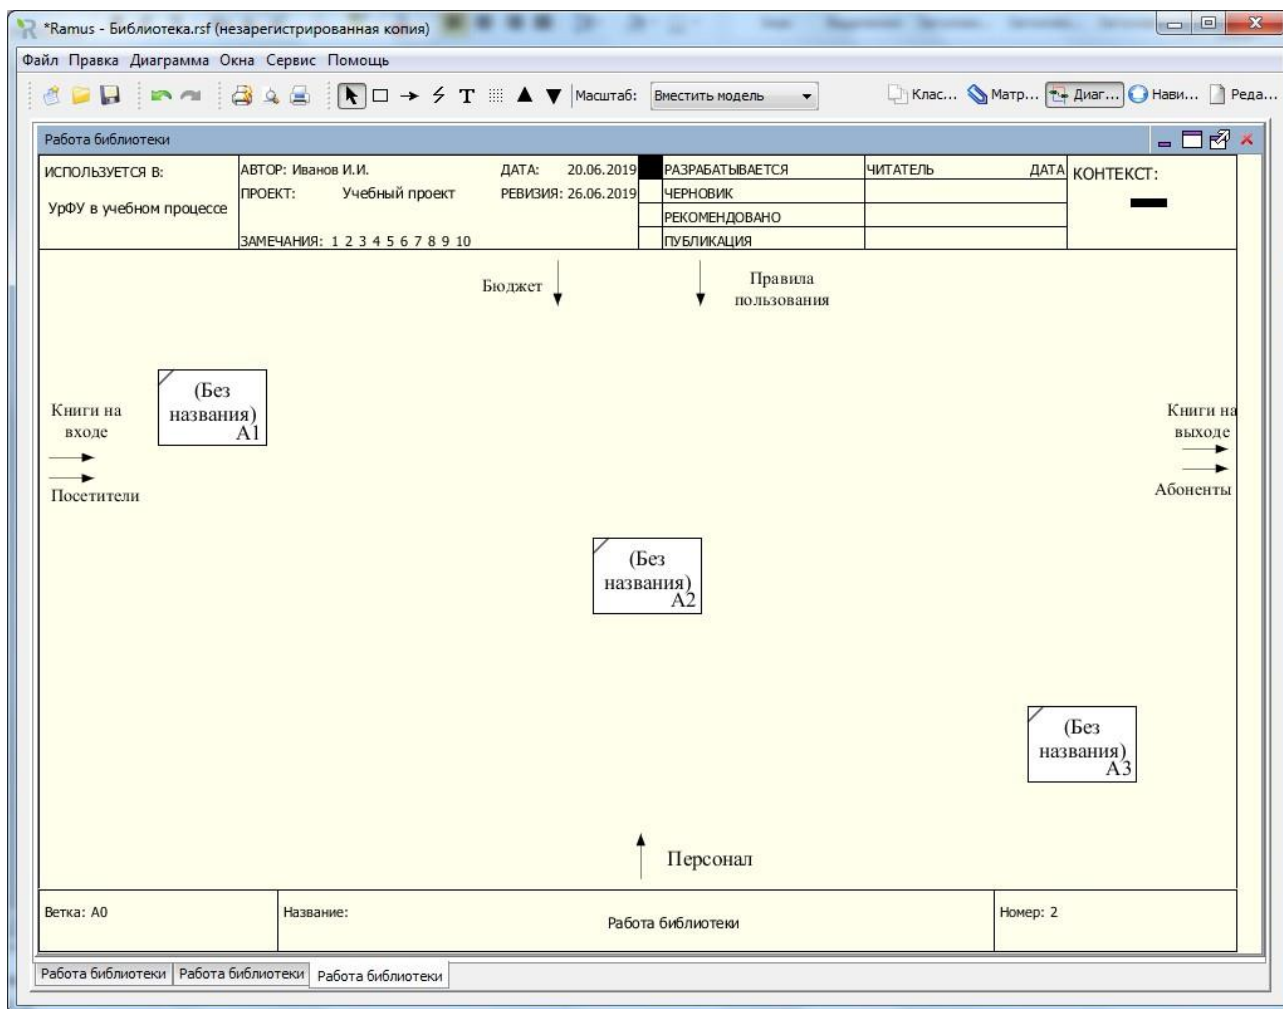 *Ramus - Библиотека.rsf (незарегистрированная копия)
Файл Правка Диаграмма Окна Сервис Помощь
T Масштаб: Вместить модель Клас... Матр... Диаг... Нави... Реда...
Работа библиотеки
ИСПОЛЬЗУЕТСЯ В:
УрФУ в учебном процессе
АВТОР: Иванов И.И. ДАТА: 20.06.2019
ПРОЕКТ: Учебный проект РЕВИЗИЯ: 26.06.2019
ЗАМЕЧАНИЯ: 1 2 3 4 5 6 7 8 9 10
РАЗРАБАТЫВАЕТСЯ
ЧЕРНОВИК
РЕКОМЕНДОВАНО
ПУБЛИКАЦИЯ
ЧИТАТЕЛЬ ДАТА
КОНТЕКСТ:
Бюджет
Правила
пользования
(Без
названия)
A1
Книги на
входе
Посетители
Книги на
выходе
Абоненты
(Без
названия)
A2
(Без
названия)
A3
Персонал
Ветка: A0
Название:
Работа библиотеки
Номер: 2
Работа библиотеки Работа библиотеки Работа библиотеки